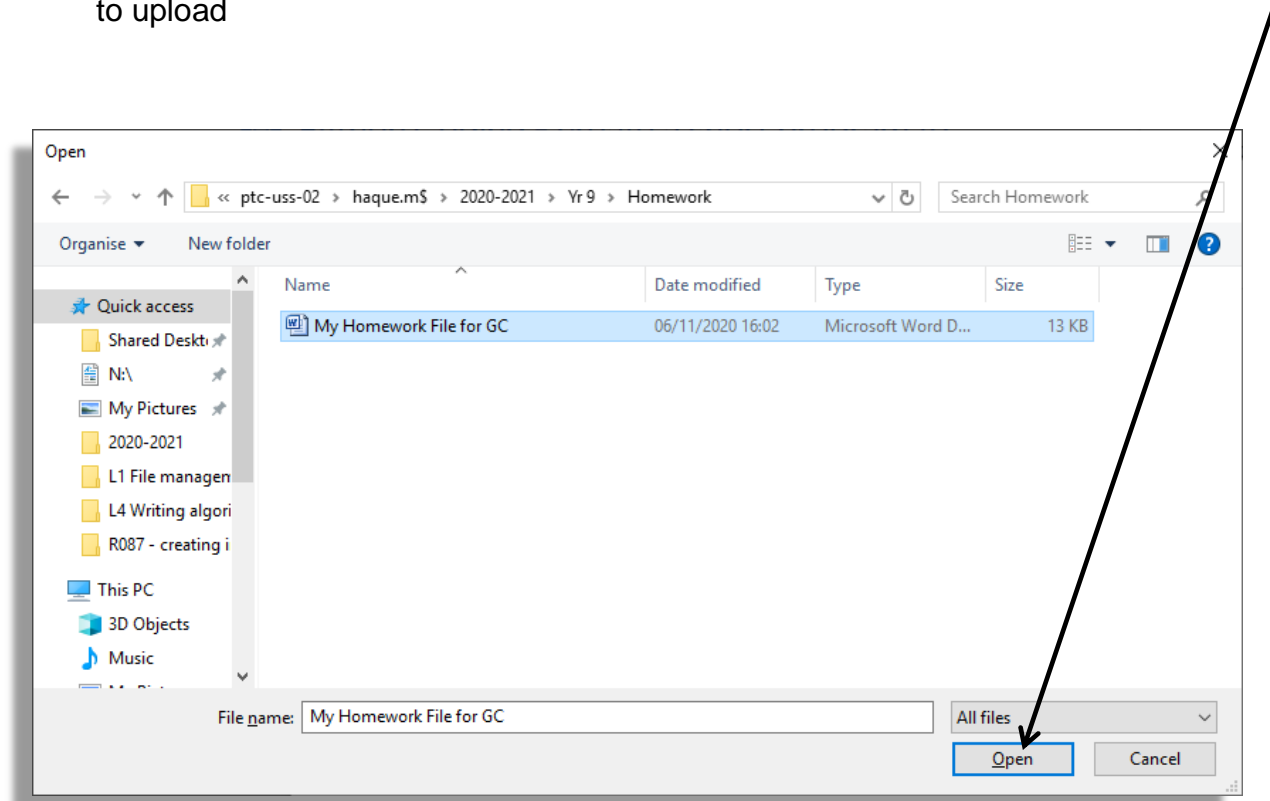 to upload
Open
« ptc-uss-02 > haque.m$ > 2020-2021 > Yr 9 > Homework
Search Homework
Organise
New folder
Name
Date modified
Type
Size
My Homework File for GC
06/11/2020 16:02
Microsoft Word D...
13 KB
Quick access
Shared Deskt
N:\
My Pictures
2020-2021
L1 File managem
L4 Writing algori
R087 - creating i
This PC
3D Objects
Music
File name:
My Homework File for GC
All files
Open
Cancel